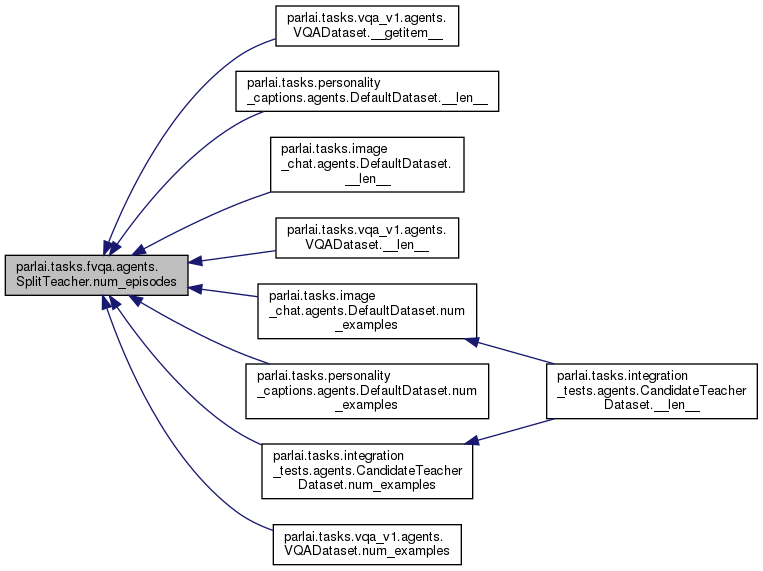 parlai.tasks.vqa_v1.agents.
VQADataset.__getitem__
parlai.tasks.personality
_captions.agents.DefaultDataset.__len__
parlai.tasks.image
_chat.agents.DefaultDataset.
__len__
parlai.tasks.vqa_v1.agents.
VQADataset.__len__
parlai.tasks.fvqa.agents.
SplitTeacher.num_episodes
parlai.tasks.image
_chat.agents.DefaultDataset.num
_examples
parlai.tasks.personality
_captions.agents.DefaultDataset.num
_examples
parlai.tasks.integration
_tests.agents.CandidateTeacher
Dataset.__len__
parlai.tasks.integration
_tests.agents.CandidateTeacher
Dataset.num_examples
parlai.tasks.vqa_v1.agents.
VQADataset.num_examples